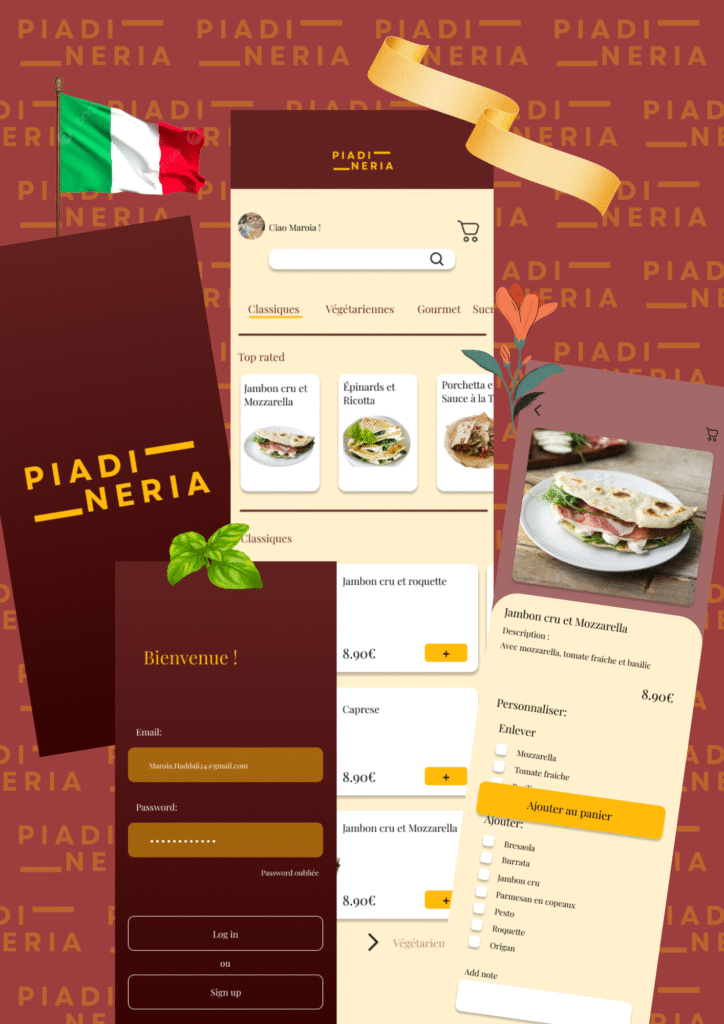 PIADI
NERIA
PIADI
NERIA
Ciao Maroia !
Classiques
Végétariennes
Gourmet
Sucr
Top rated
Jambon cru et
Mozzarella
Épinards et
Ricotta
Porchetta e
Sauce à la T
Classiques
Jambon cru et roquette
8.90€
+
Caprese
8.90€
+
Jambon cru et Mozzarella
8.90€
+
Végétarien
Bienvenue !
Email:
Maroia.Haddaji24@gmail.com
Password:
Password oubliée
Log in
ou
Sign up
Jambon cru et Mozzarella
Description :
Avec mozzarella, tomate fraîche et basilic
8.90€
Personnaliser:
Enlever
Mozzarella
Tomate fraiche
Ajouter au panier
Ajouter:
Bresaola
Burrata
Jambon cru
Parmesan en copeaux
Pesto
Roquette
Origan
Add note